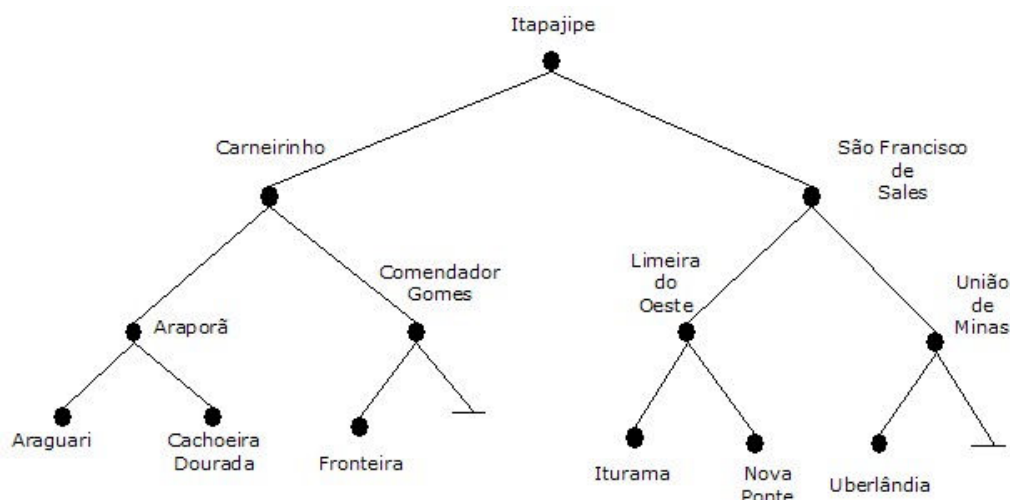 Itapajipe
Carneirinho
São Francisco
de
Sales
Comendador
Gomes
Limeira
do
Oeste
União
de
Minas
Araporã
Araguari
Cachoeira
Dourada
Fronteira
Iturama
Nova
Ponte
Uberlândia